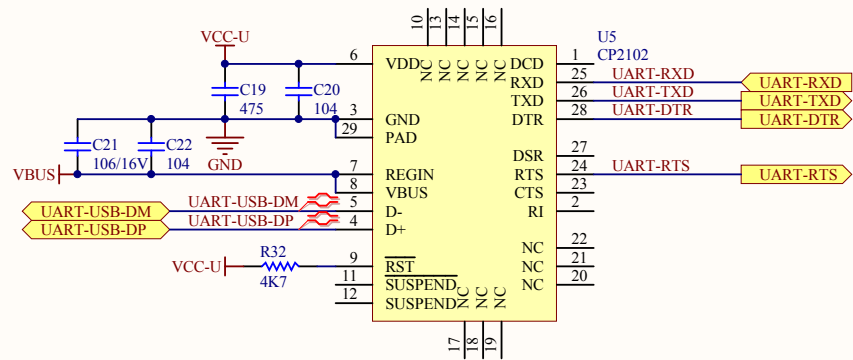 10
13
14
15
16
U5
CP2102
VCC-U
6
VDD
NC
NC
NC
NC
NC
DCD
1
RXD
25
UART-RXD
UART-RXD
C19
475
C20
104
TXD
26
UART-TXD
UART-TXD
3
GND
DTR
28
UART-DTR
UART-DTR
29
PAD
C21
106/16V
C22
104
GND
DSR
27
VBUS
7
REGIN
RTS
24
UART-RTS
UART-RTS
8
VBUS
CTS
23
UART-USB-DM
UART-USB-DM
5
D-
RI
2
UART-USB-DP
UART-USB-DP
4
D+
NC
22
R32
VCC-U
4K7
9
RST
NC
21
11
SUSPEND
NC
20
12
SUSPEND
NC
NC
NC
17
18
19